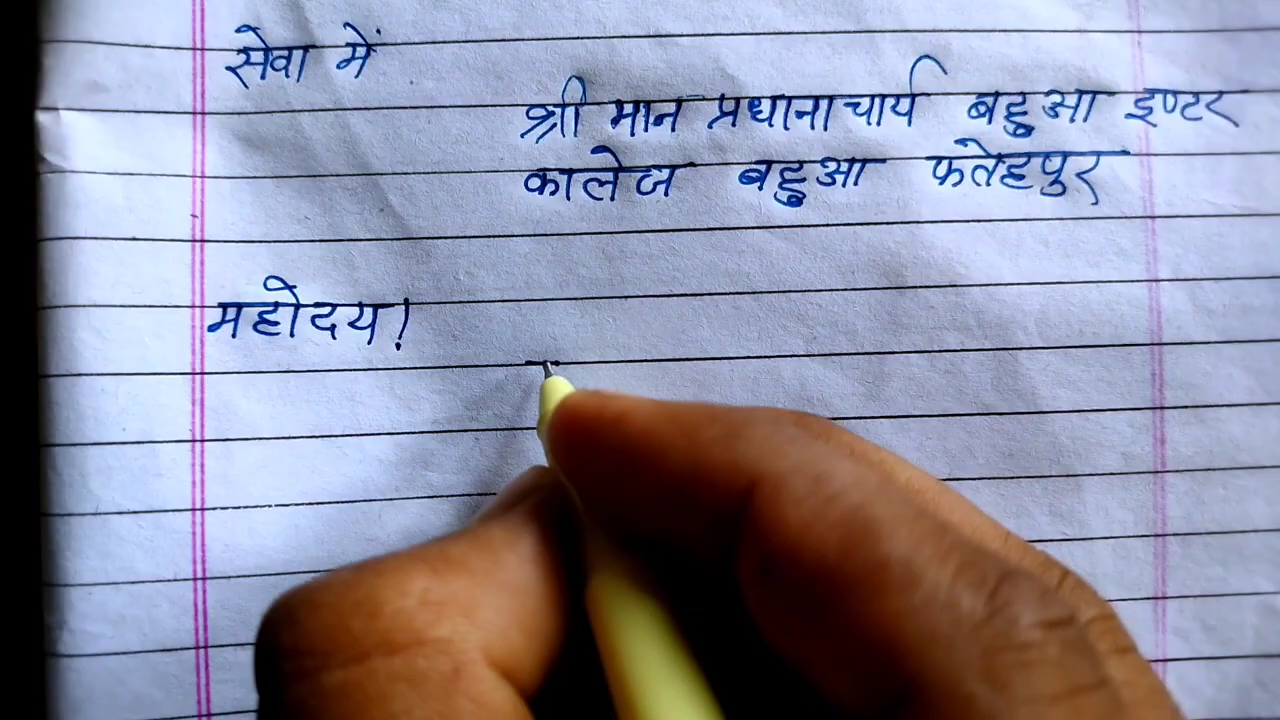 सेवा में
श्री मान प्रधानाचार्य बहुआ इण्टर
कालेज बहुआ फतेहपुर
महोदय!